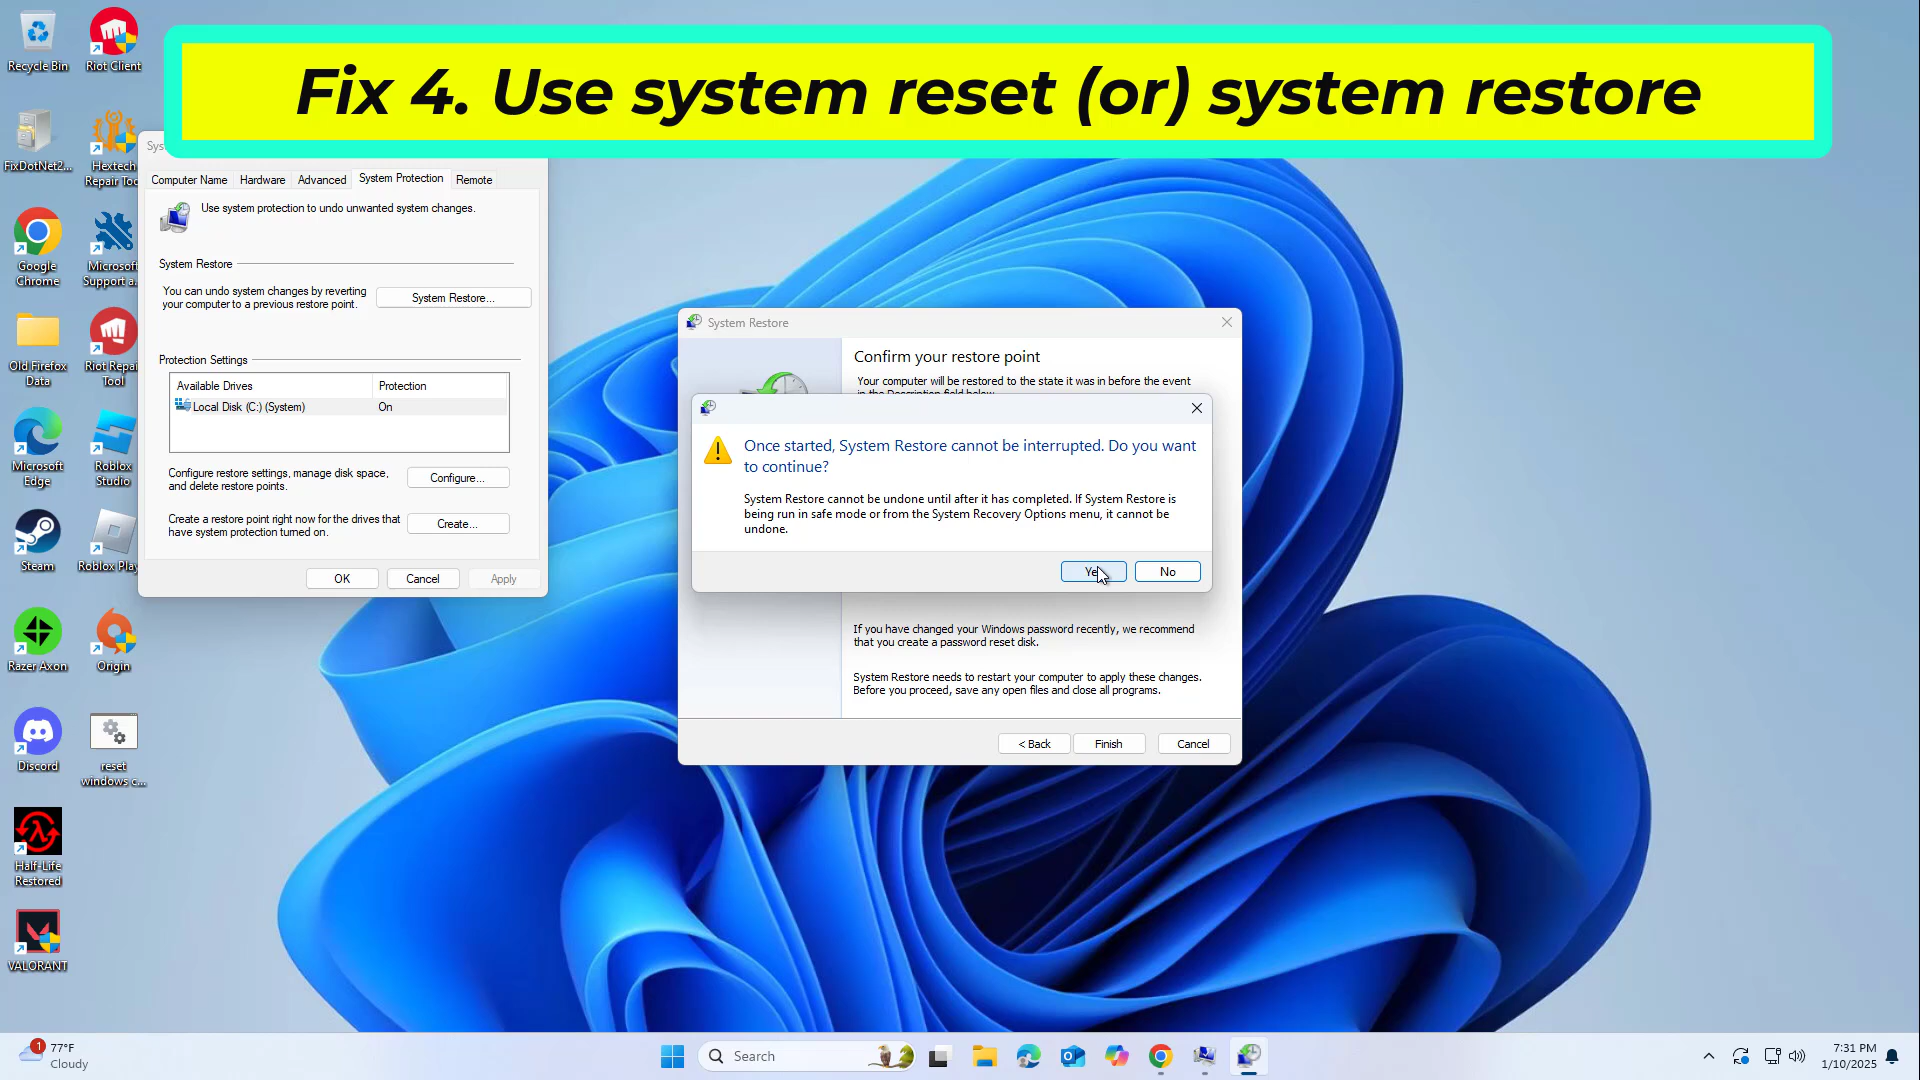 Fix 4. Use system reset (or) system restore
Recycle Bin
Riot Client
FixDotNet2...
Hextech
Repair Too
Google
Chrome
Microsoft
Support a...
Old Firefox
Data
Riot Repair
Tool
Microsoft
Edge
Roblox
Studio
Steam
Roblox Play
Razer Axon
Origin
Discord
reset
windows c...
Half-Life
Restored
VALORANT
Sys
Computer Name
Hardware
Advanced
System Protection
Remote
Use system protection to undo unwanted system changes.
System Restore
You can undo system changes by reverting
your computer to a previous restore point.
System Restore...
Protection Settings
Available Drives
Protection
Local Disk (C:) (System)
On
Configure restore settings, manage disk space,
and delete restore points.
Configure...
Create a restore point right now for the drives that
have system protection turned on.
Create...
OK
Cancel
Apply
System Restore
Confirm your restore point
Your computer will be restored to the state it was in before the event
in the Description field below.
Once started, System Restore cannot be interrupted. Do you want
to continue?
System Restore cannot be undone until after it has completed. If System Restore is
being run in safe mode or from the System Recovery Options menu, it cannot be
undone.
Yes
No
If you have changed your Windows password recently, we recommend
that you create a password reset disk.
System Restore needs to restart your computer to apply these changes.
Before you proceed, save any open files and close all programs.
< Back
Finish
Cancel
1
77°F
Cloudy
Search
7:31 PM
1/10/2025